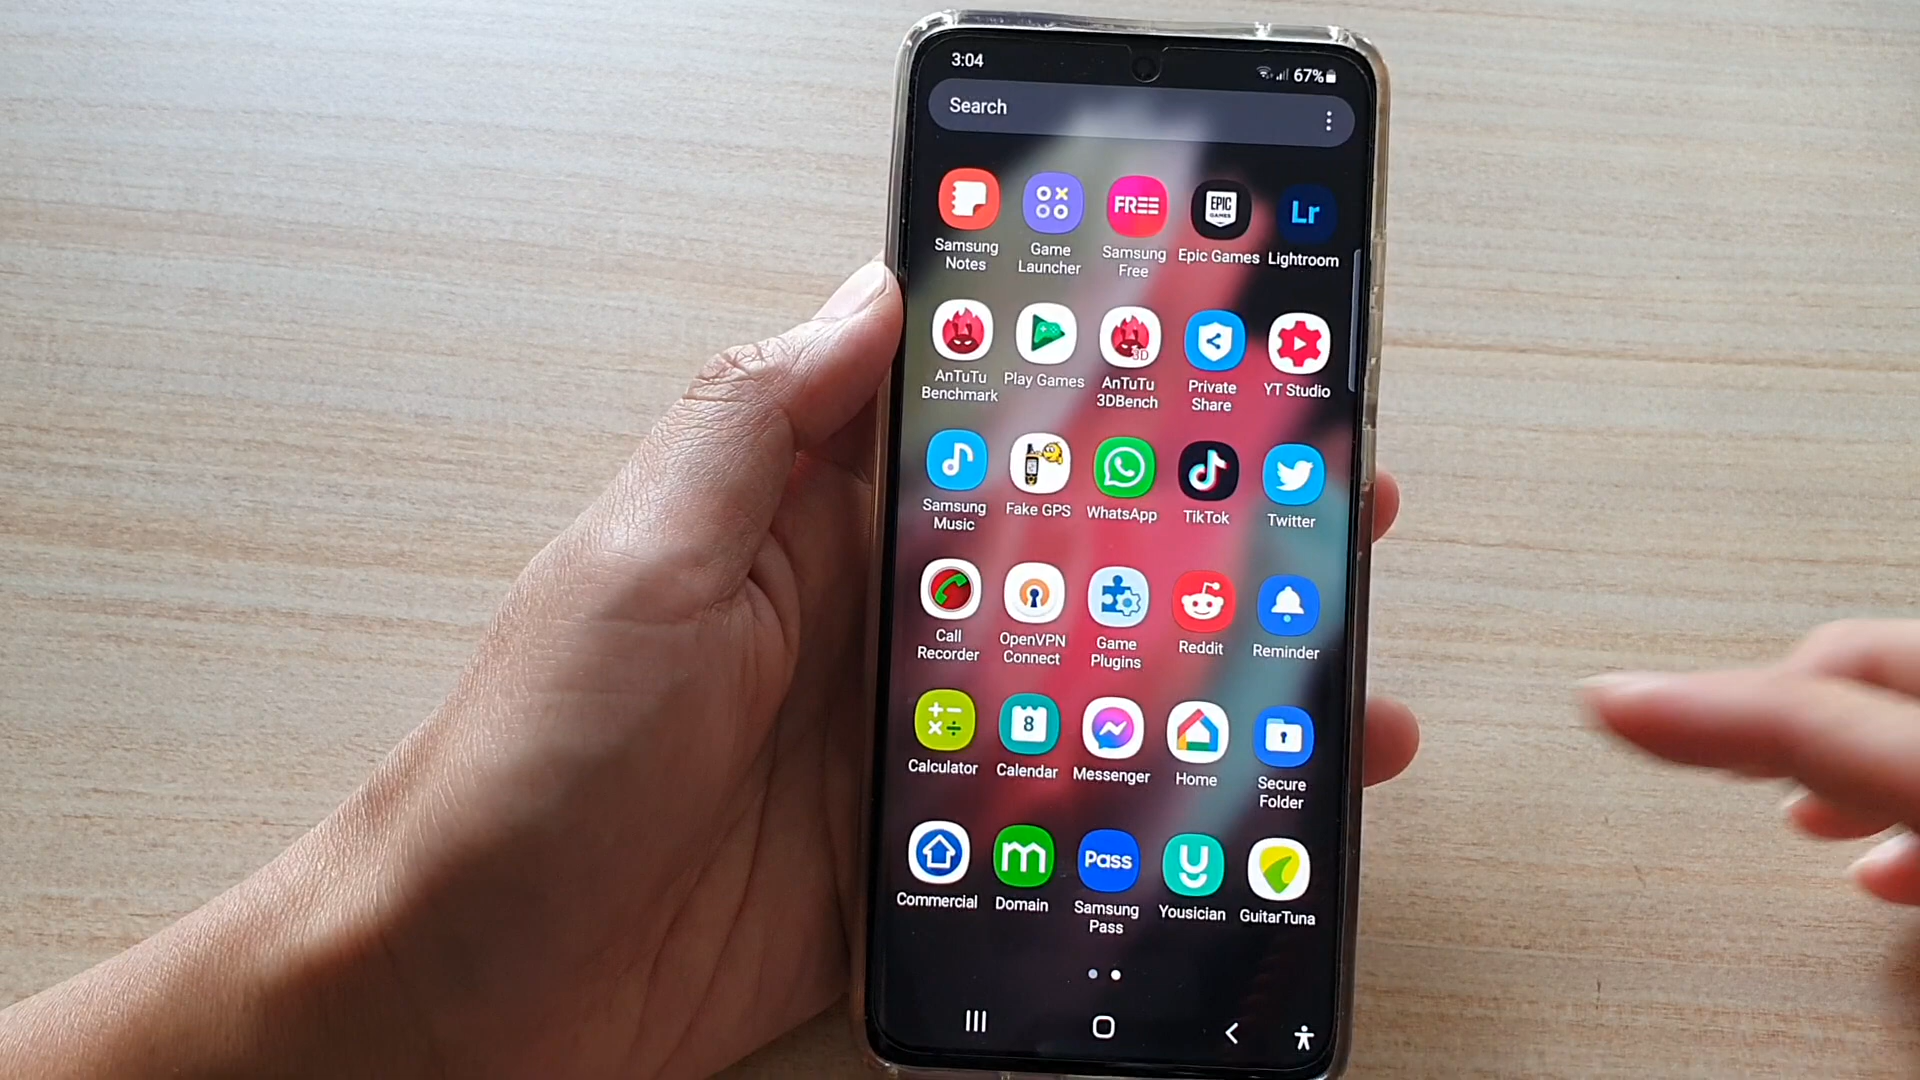 3:04
67%
Search
FREE
EPIC
GAMES
Lr
Samsung
Notes
Game
Launcher
Samsung
Free
Epic Games
Lightroom
3D
AnTuTu
Benchmark
Play Games
AnTuTu
3DBench
Private
Share
YT Studio
Samsung
Music
Fake GPS
WhatsApp
TikTok
Twitter
Call
Recorder
OpenVPN
Connect
Game
Plugins
Reddit
Reminder
8
Calculator
Calendar
Messenger
Home
Secure
Folder
m
Pass
Commercial
Domain
Samsung
Pass
Yousician
GuitarTuna